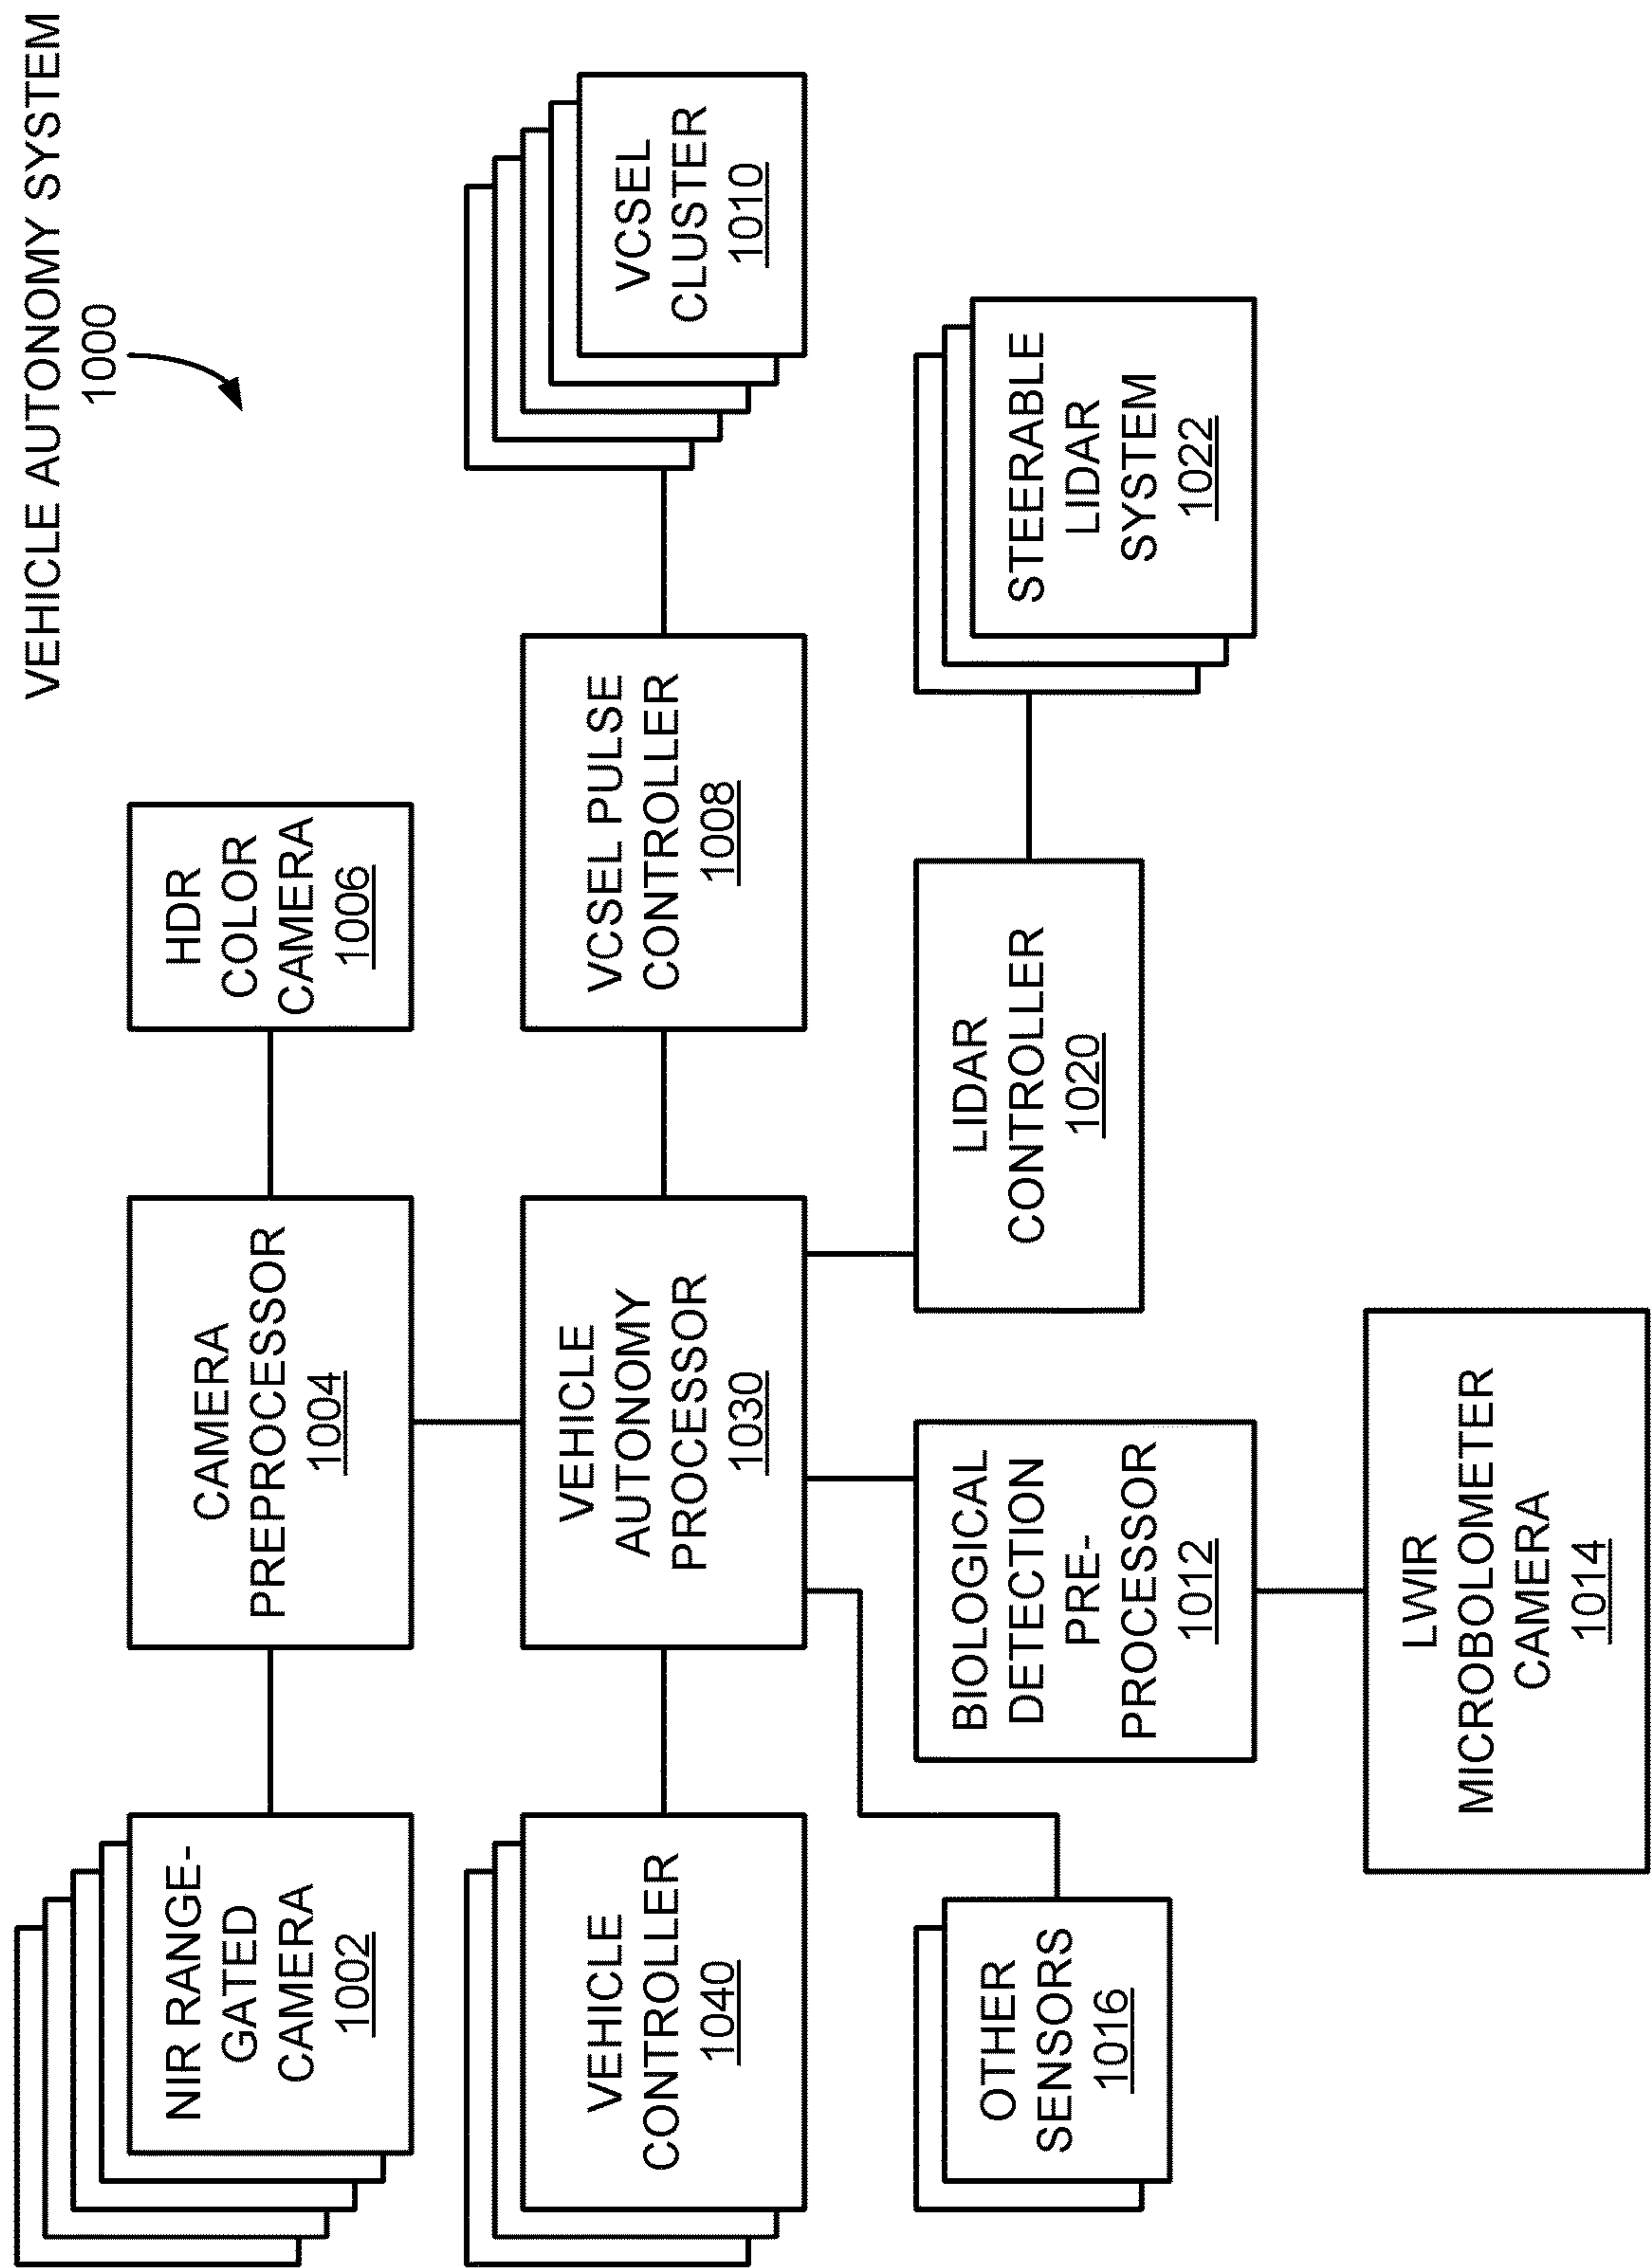 VEHICLE AUTONOMY SYSTEM
1000
NIR RANGE-
GATED
CAMERA
1002
CAMERA
PREPROCESSOR
1004
HDR
COLOR
CAMERA
1006
VEHICLE
CONTROLLER
1040
VEHICLE
AUTONOMY
PROCESSOR
1030
VCSEL PULSE
CONTROLLER
1008
VCSEL
CLUSTER
1010
OTHER
SENSORS
1016
BIOLOGICAL
DETECTION
PRE-
PROCESSOR
1012
LIDAR
CONTROLLER
1020
STEERABLE
LIDAR
SYSTEM
1022
LWIR
MICROBOLOMETER
CAMERA
1014